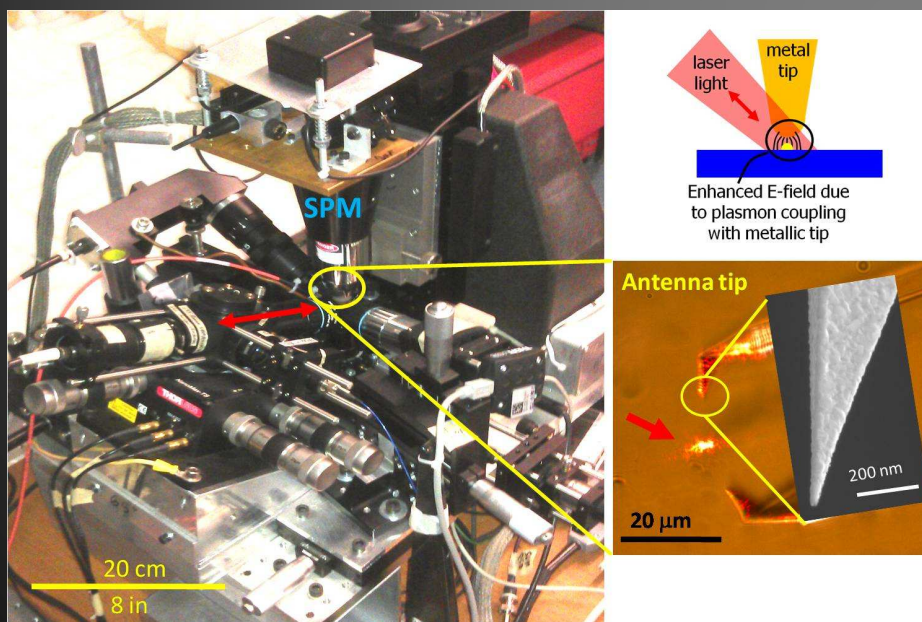 SPM
20 cm
8 in
laser
light
metal
tip
Enhanced E-field due
to plasmon coupling
with metallic tip
Antenna tip
20 μm
200 nm
THOR